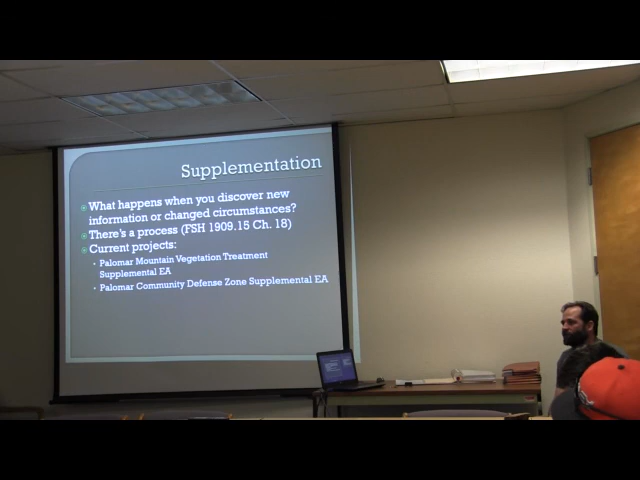 Supplementation
What happens when you discover new
information or changed circumstances?
There's a process (FSH 1909.15 Ch. 18)
Current projects:
Palomar Mountain Vegetation Treatment
Supplemental EA
Palomar Community Defense Zone Supplemental EA